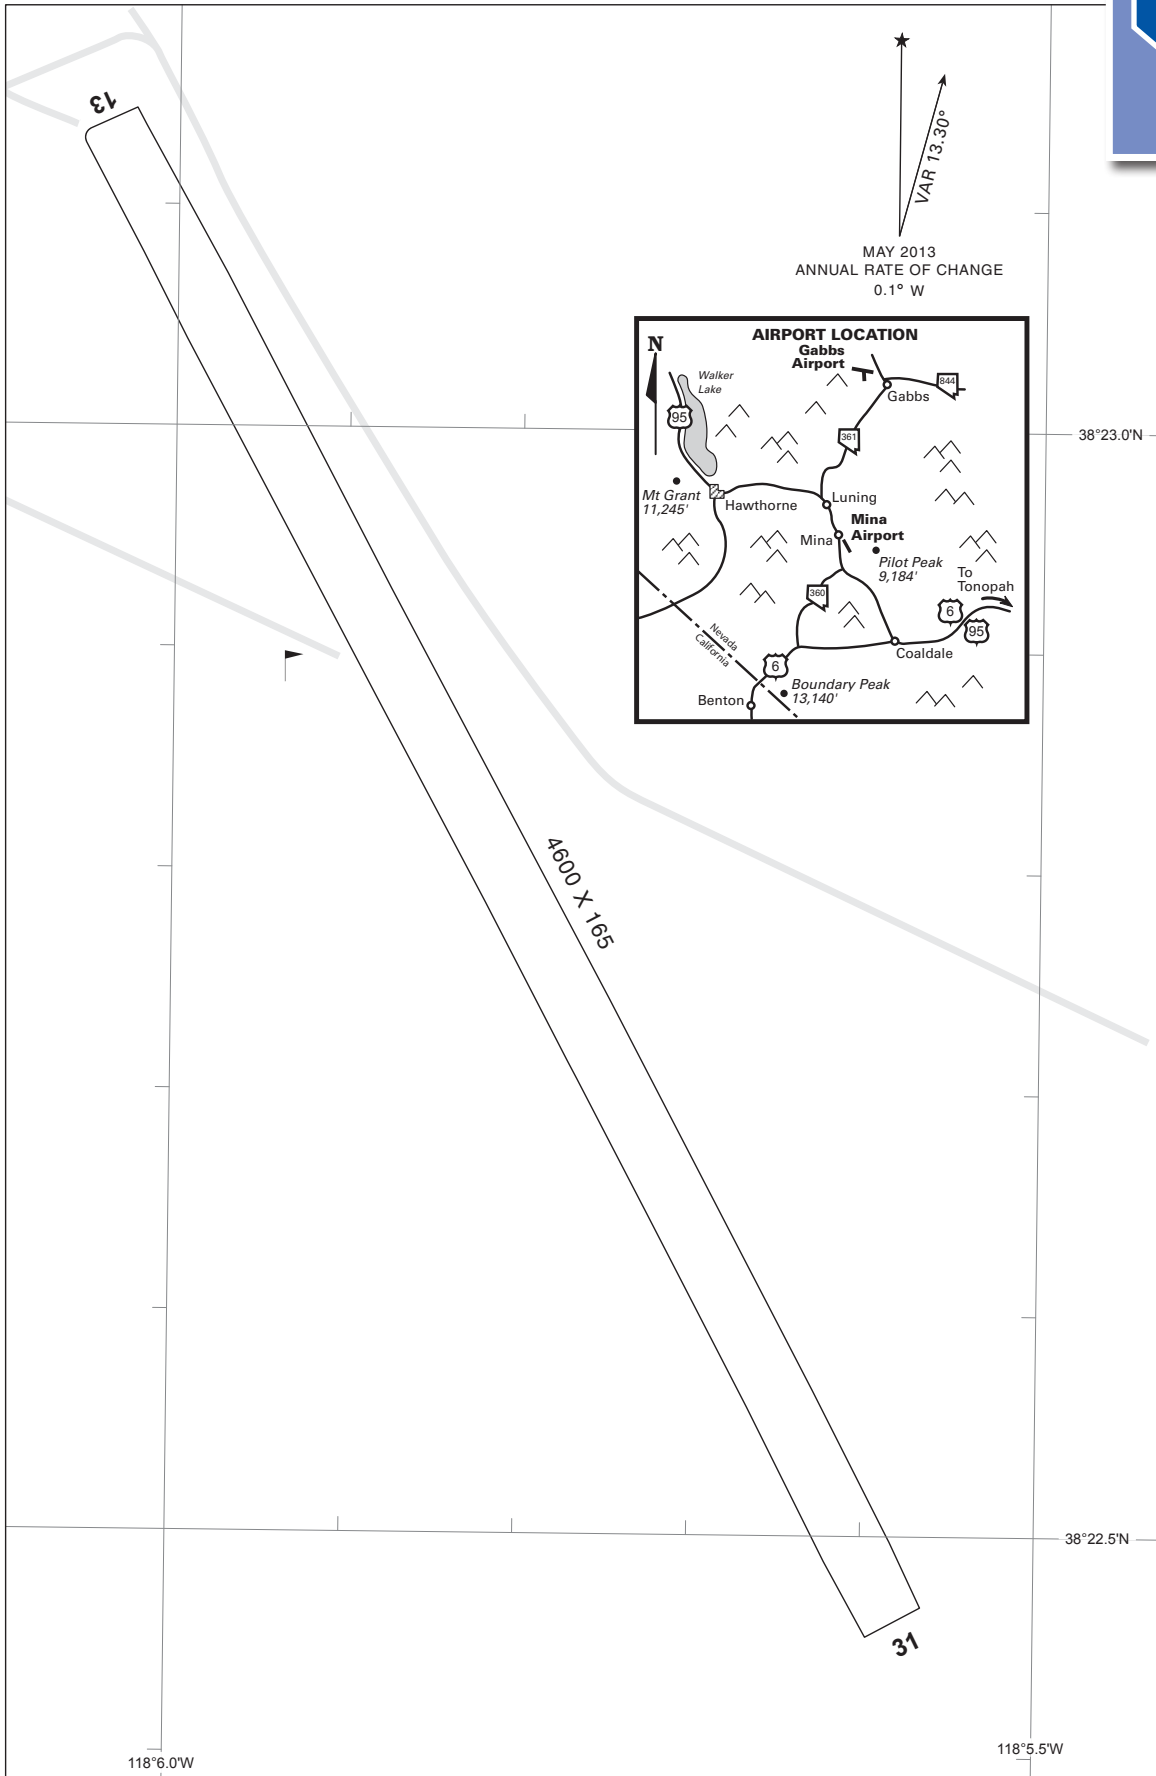 13
VAR 13.30°
MAY 2013
ANNUAL RATE OF CHANGE
0.1° W
AIRPORT LOCATION
N
Gabbs
Airport
Walker
Lake
844
Gabbs
95
361
38°23.0'N
Mt Grant
11,245'
Hawthorne
Luning
Mina
Airport
Mina
Pilot Peak
9,184'
To
Tonopah
360
6
95
Nevada
California
Coaldale
6
Boundary Peak
13,140'
Benton
4600 X 165
38°22.5'N
31
118°6.0'W
118°5.5'W